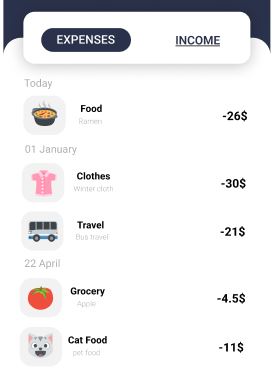 EXPENSES
INCOME
Today
Food
Ramen
-26$
01 January
Clothes
Winter cloth
-30$
Travel
Bus travel
-21$
22 April
Grocery
Apple
-4.5$
Cat Food
pet food
-11$